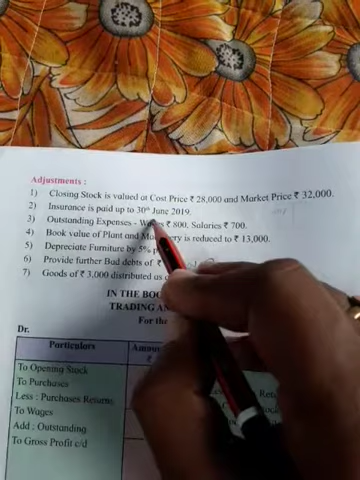 Adjustments :
1) Closing Stock is valued at Cost Price ₹ 28,000 and Market Price ₹ 32,000.
2) Insurance is paid up to 30th June 2019.
3) Outstanding Expenses - Wages ₹ 800, Salaries ₹ 700.
4) Book value of Plant and Machinery is reduced to ₹ 13,000.
5) Depreciate Furniture by 5%
6) Provide further Bad debts of ₹
7) Goods of ₹ 3,000 distributed as
IN THE
TRADING
For the
Dr.
Particulars
To Opening Stock
To Purchases
Less : Purchases Returns
To Wages
Add : Outstanding
To Gross Profit c/d